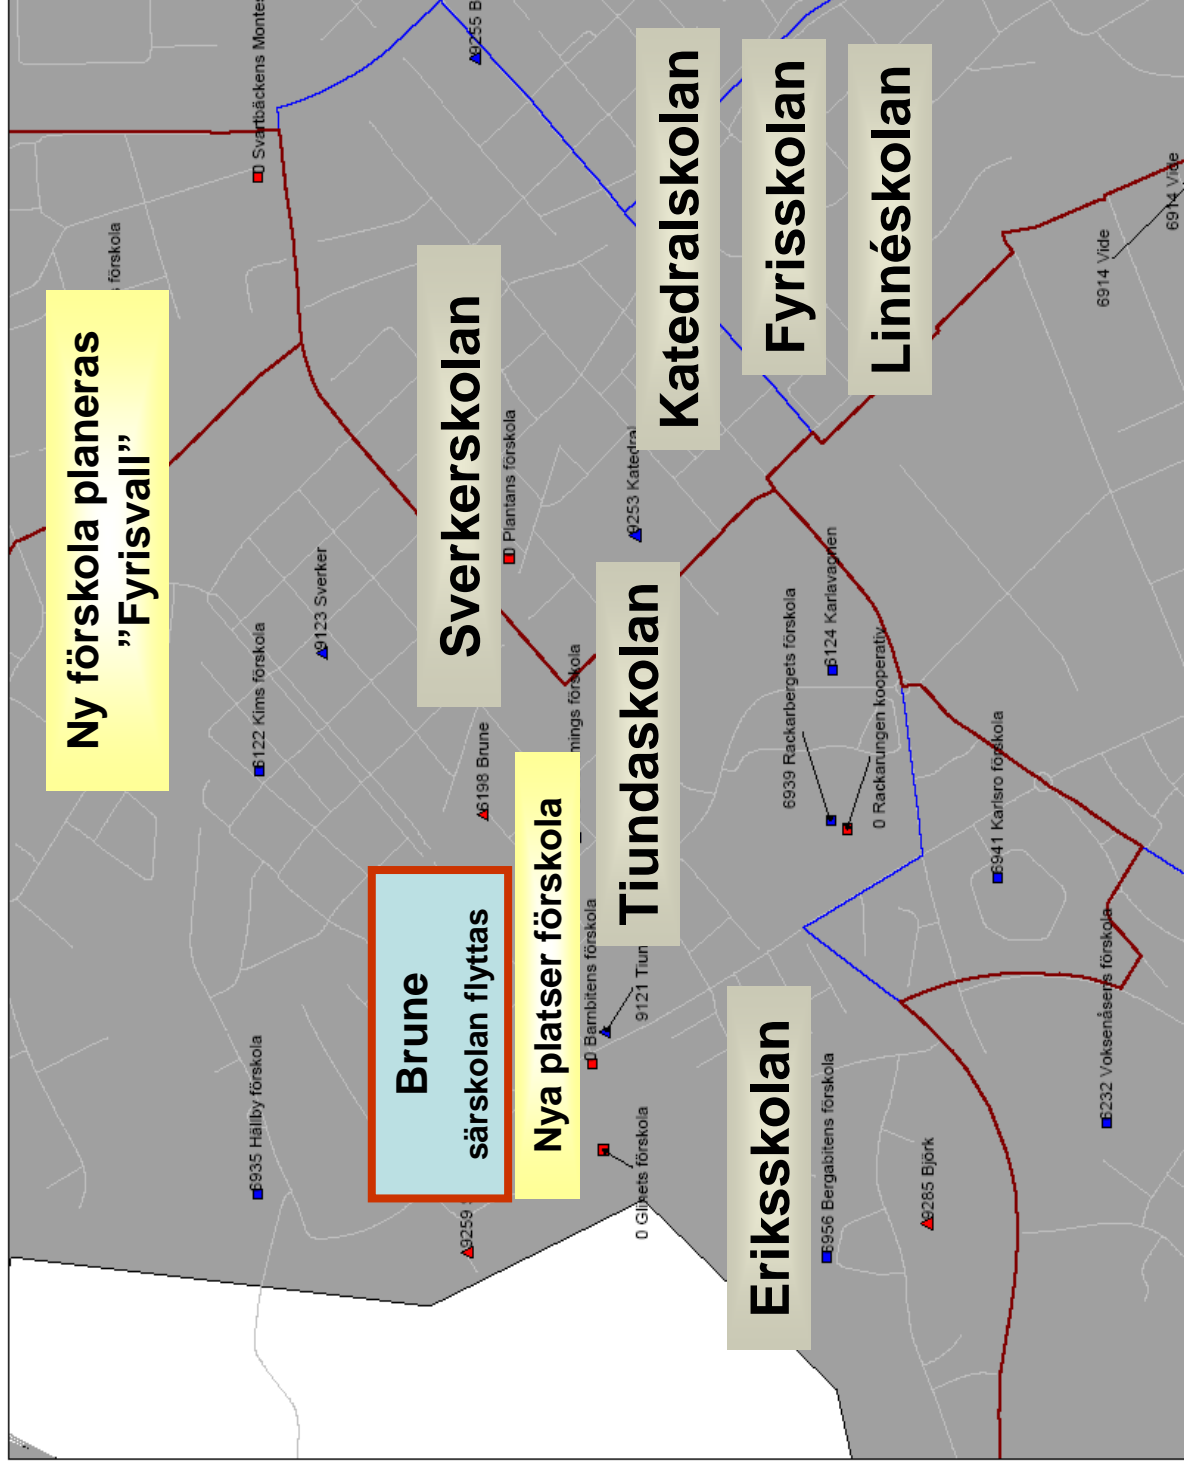 Ny förskola planeras
”Fyrisvall”
förskola
0 Svartbäckens Montes
6935 Hällby förskola
6122 Kims förskola
9123 Sverker
Sverkerskolan
9255 B
Brune
särskolan flyttas
9259
6198 Brune
0 Plantans förskola
Nya platser förskola
mings förskola
0 Barnbitens förskola
9121 Tiun
0 Glimets förskola
Tiundaskolan
9253 Katedral
Katedralskolan
Fyrisskolan
Linnéskolan
Eriksskolan
6939 Rackarbergets förskola
6124 Karlavagnen
0 Rackarungen kooperativ
6956 Bergabitens förskola
9285 Björk
6941 Karlsro förskola
6232 Voksenåsens förskola
6914 Vide
6914 Vide